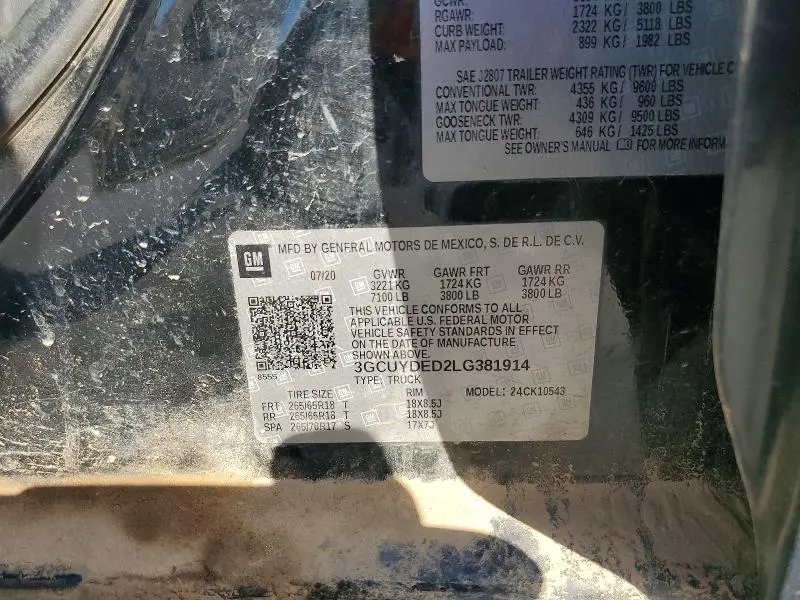 GCWR:
RGAWR: 1724 KG/ 3800 LBS
CURB WEIGHT: 2322 KG/ 5118 LBS
MAX PAYLOAD: 899 KG/ 1982 LBS
SAE J2807 TRAILER WEIGHT RATING (TWR) FOR VEHICLE C
CONVENTIONAL TWR: 4355 KG/ 9600 LBS
MAX TONGUE WEIGHT: 436 KG/ 960 LBS
GOOSENECK TWR: 4309 KG/ 9500 LBS
MAX TONGUE WEIGHT: 646 KG/ 1425 LBS
SEE OWNER'S MANUAL FOR MORE INFORM
GM MFD BY GENERAL MOTORS DE MEXICO, S. DE R.L. DE C.V.
07/20 GVWR GAWR FRT GAWR RR
3221 KG 1724 KG 1724 KG
7100 LB 3800 LB 3800 LB
THIS VEHICLE CONFORMS TO ALL
APPLICABLE U.S. FEDERAL MOTOR
VEHICLE SAFETY STANDARDS IN EFFECT
ON THE DATE OF MANUFACTURE
SHOWN ABOVE.
8555 3GCUYDED2LG381914
TYPE: TRUCK
TIRE SIZE RIM MODEL: 24CK10543
FRT 265/65R18 T 18X8.5J
RR 265/65R18 T 18X8.5J
SPA 265/70R17 S 17X7J